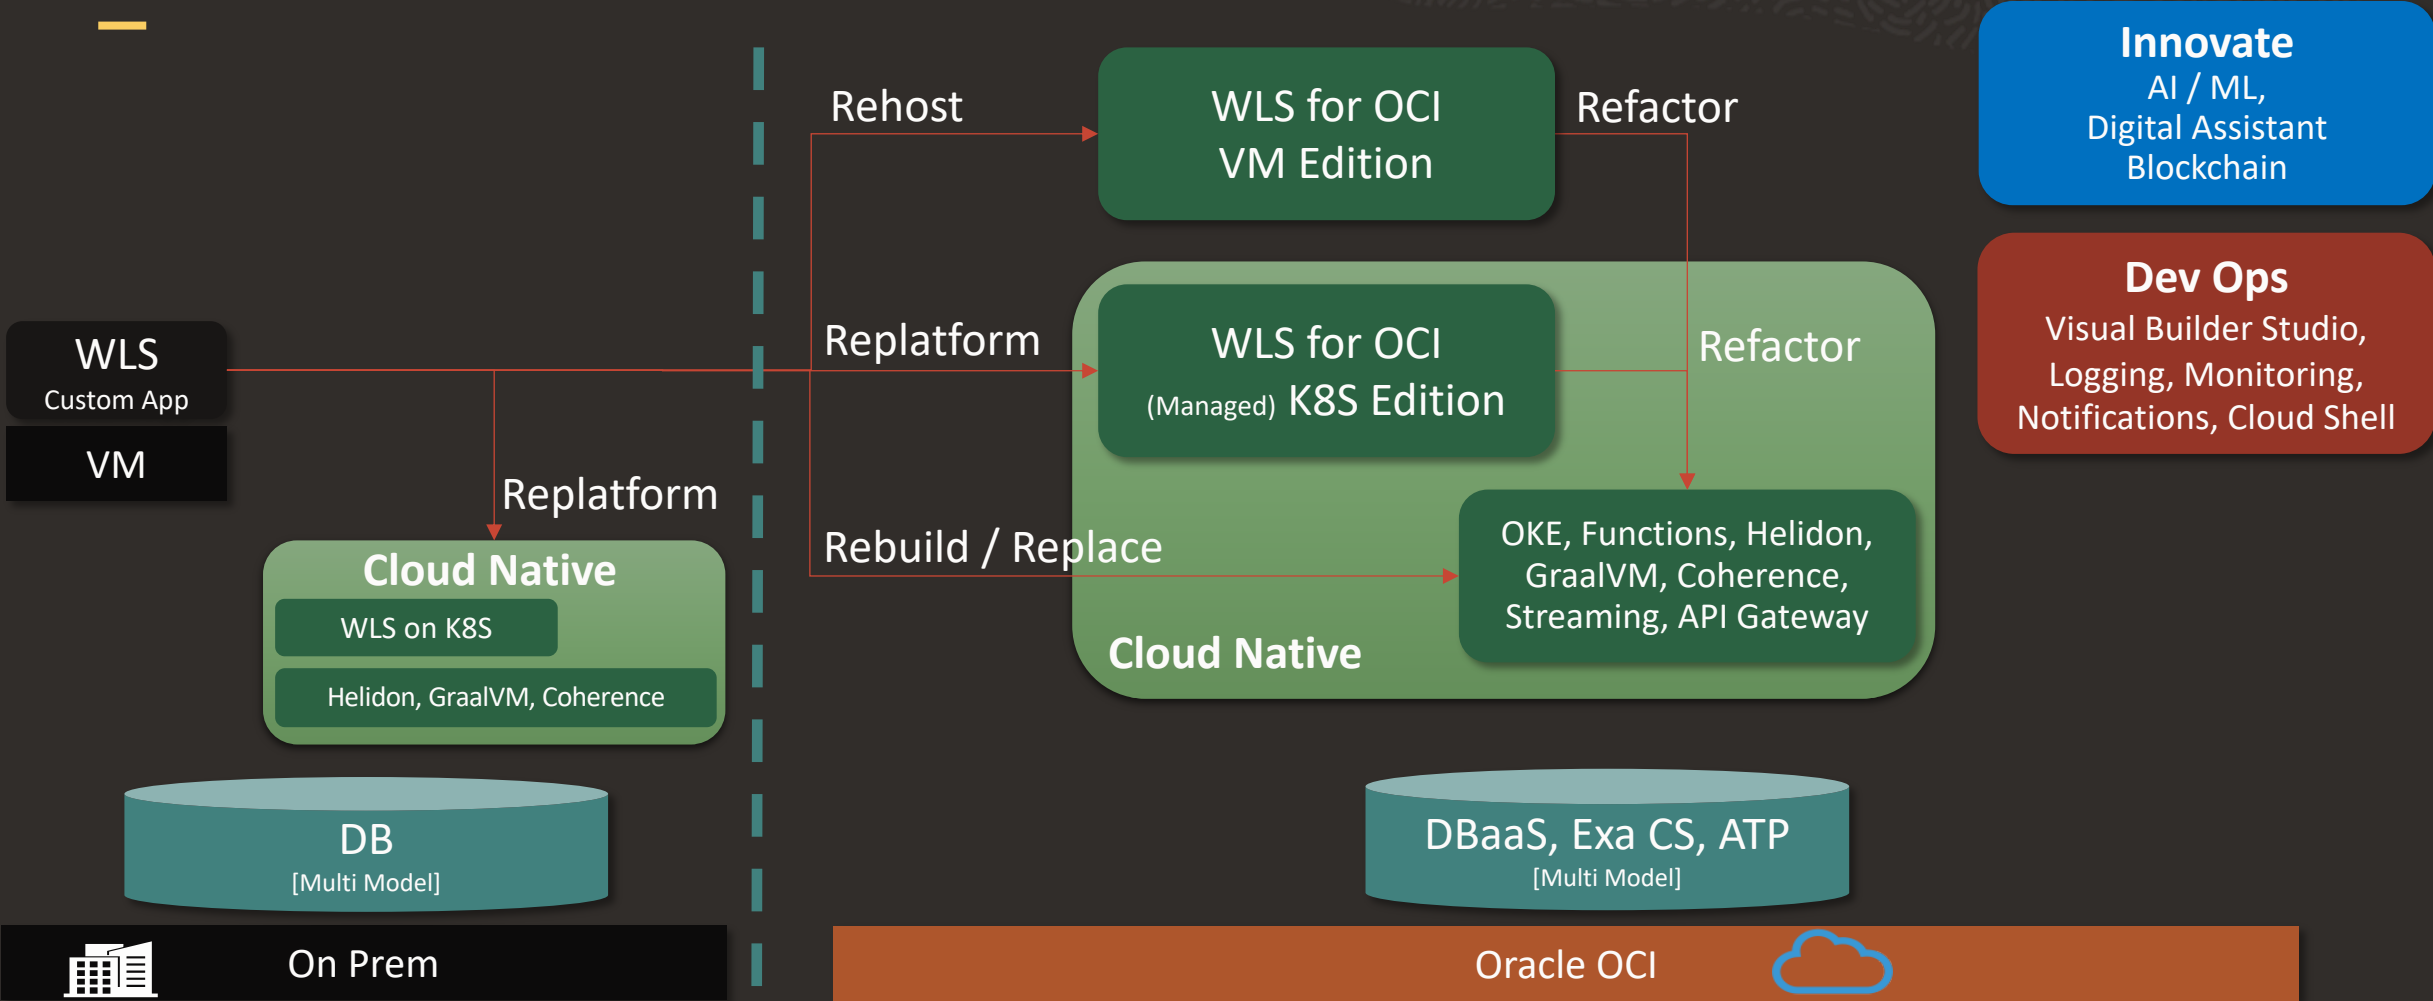 WLS
Custom App
VM
Replatform
Cloud Native
WLS on K8S
Helidon, GraalVM, Coherence
DB
[Multi Model]
On Prem
Rehost
WLS for OCI
VM Edition
Refactor
Replatform
WLS for OCI
(Managed) K8S Edition
Refactor
Rebuild / Replace
OKE, Functions, Helidon,
GraalVM, Coherence,
Streaming, API Gateway
Cloud Native
DBaaS, Exa CS, ATP
[Multi Model]
Oracle OCI
Innovate
AI / ML,
Digital Assistant
Blockchain
Dev Ops
Visual Builder Studio,
Logging, Monitoring,
Notifications, Cloud Shell